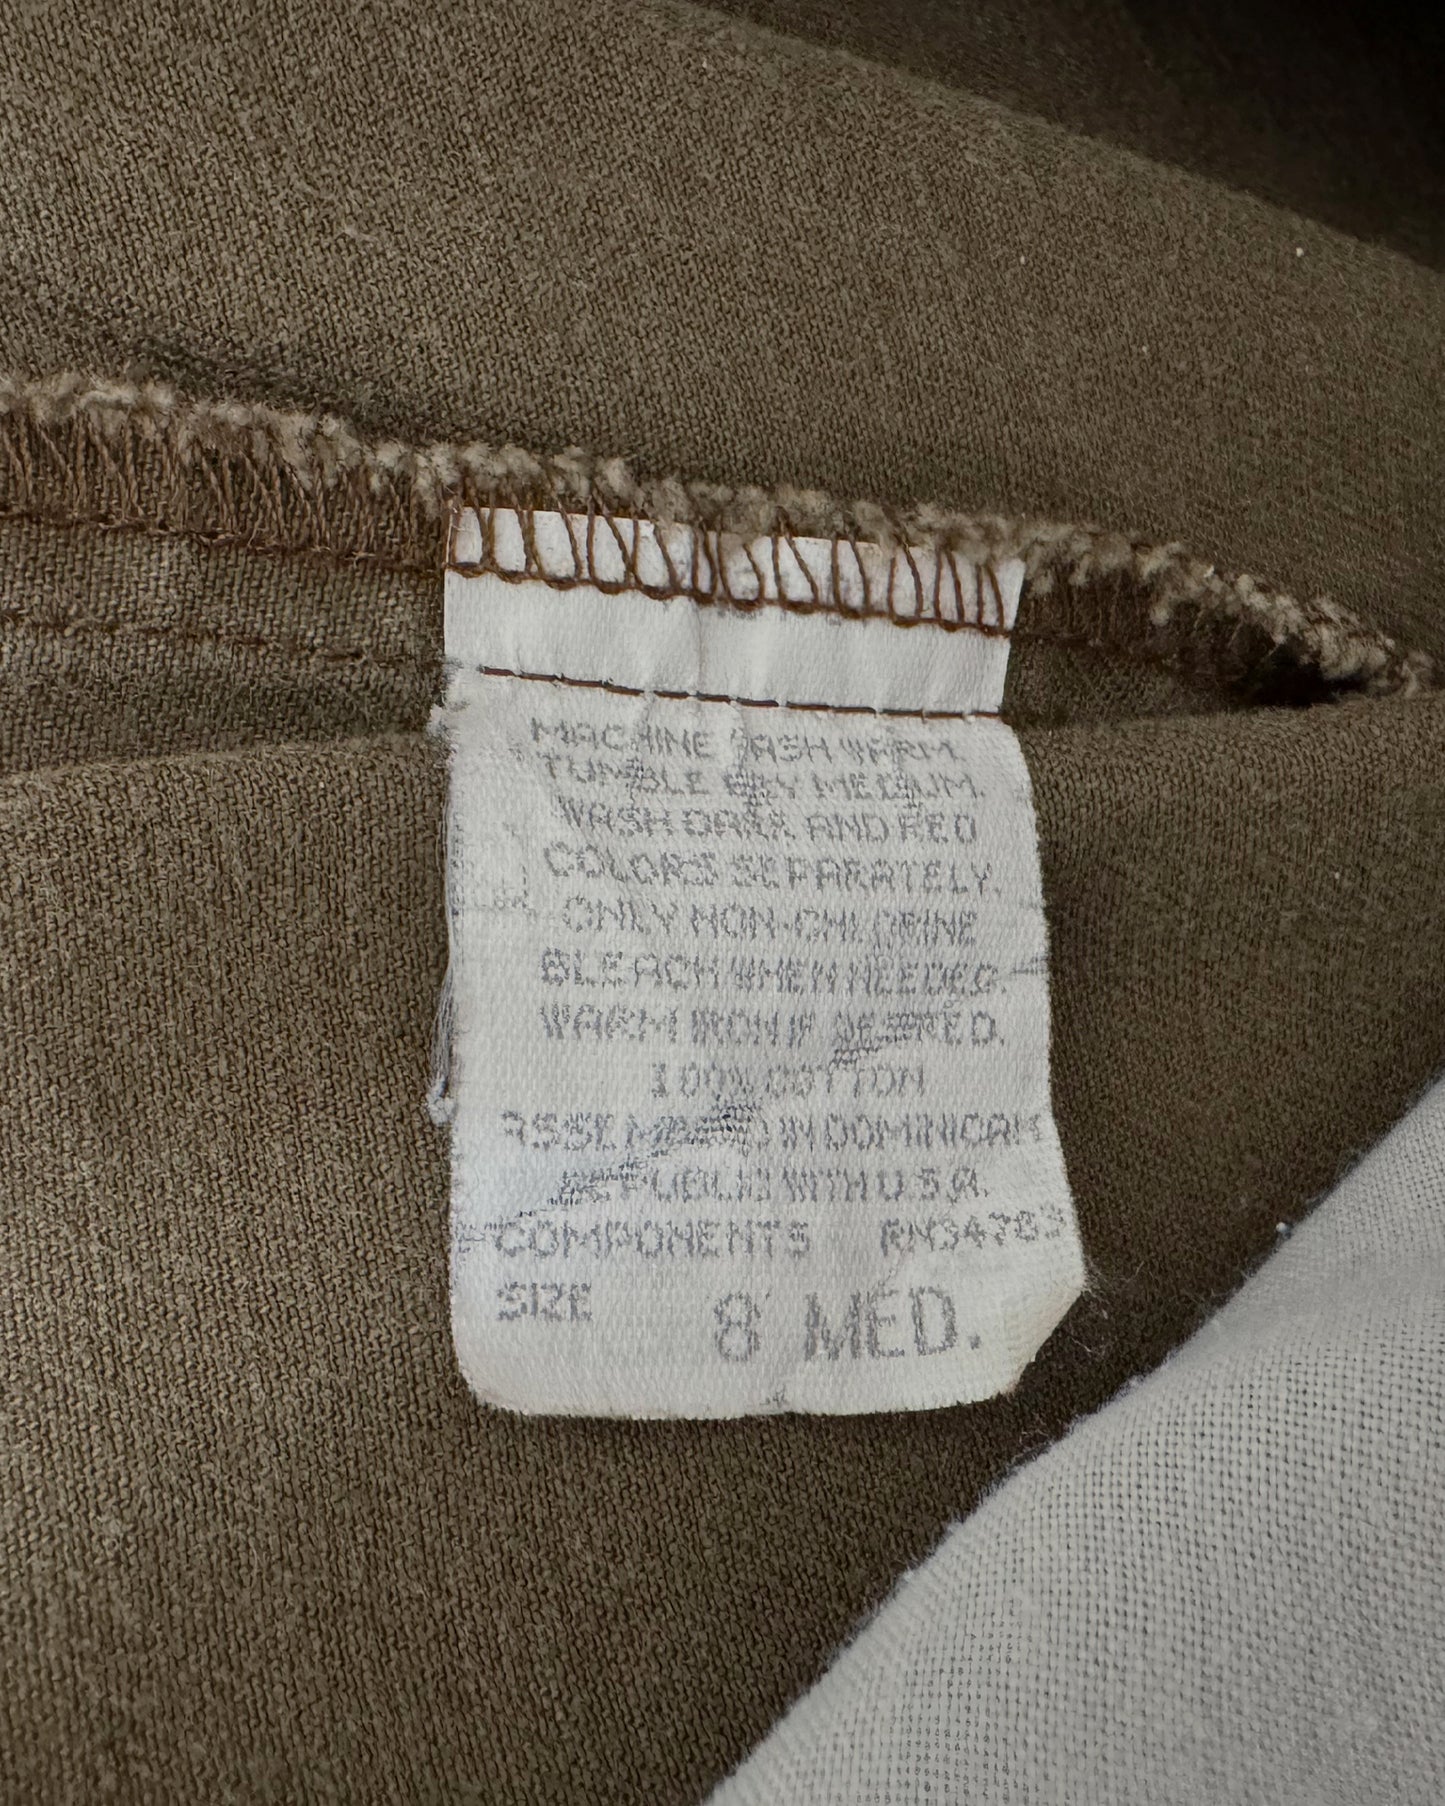 MACHINE WASH WARM.
TUMBLE DRY MEDIUM.
WASH DARK AND RED
COLORS SEPARATELY.
ONLY NON-CHLORINE
BLEACH WHEN NEEDED.
WARM IRON IF DESIRED.
100% COTTON
ASSEMBLED IN DOMINICAN
REPUBLIC WITH U.S.A.
COMPONENTS RN34783
SIZE 8 MED.